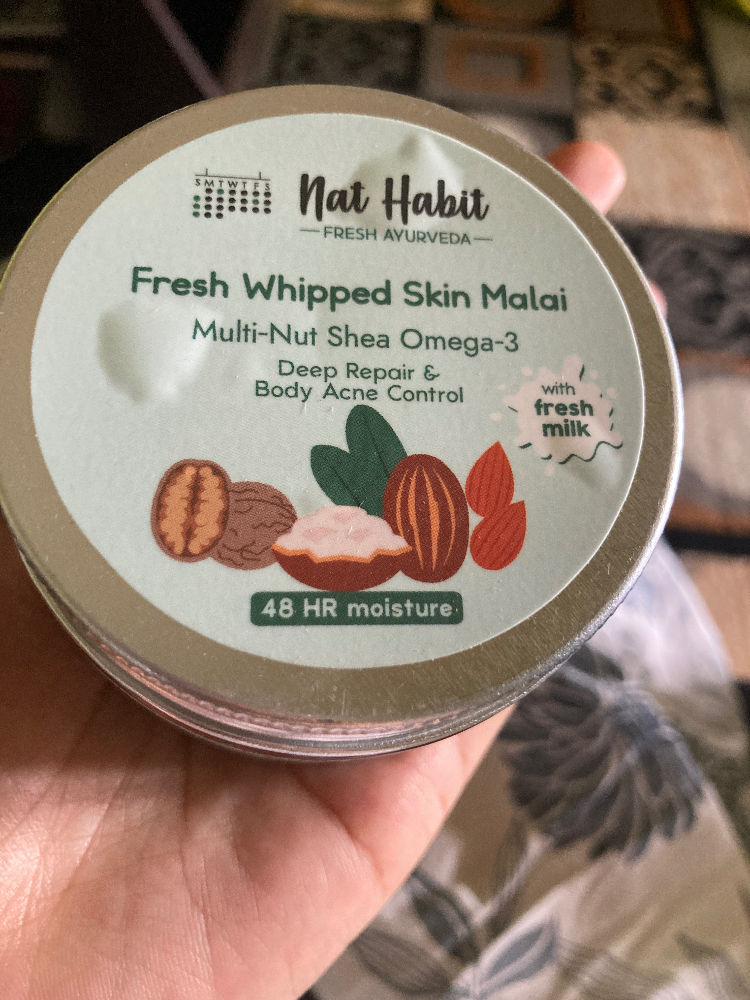 S M T W T F S
Nat Habit
— FRESH AYURVEDA —
Fresh Whipped Skin Malai
Multi-Nut Shea Omega-3
Deep Repair &
Body Acne Control
with
fresh
milk
48 HR moisture